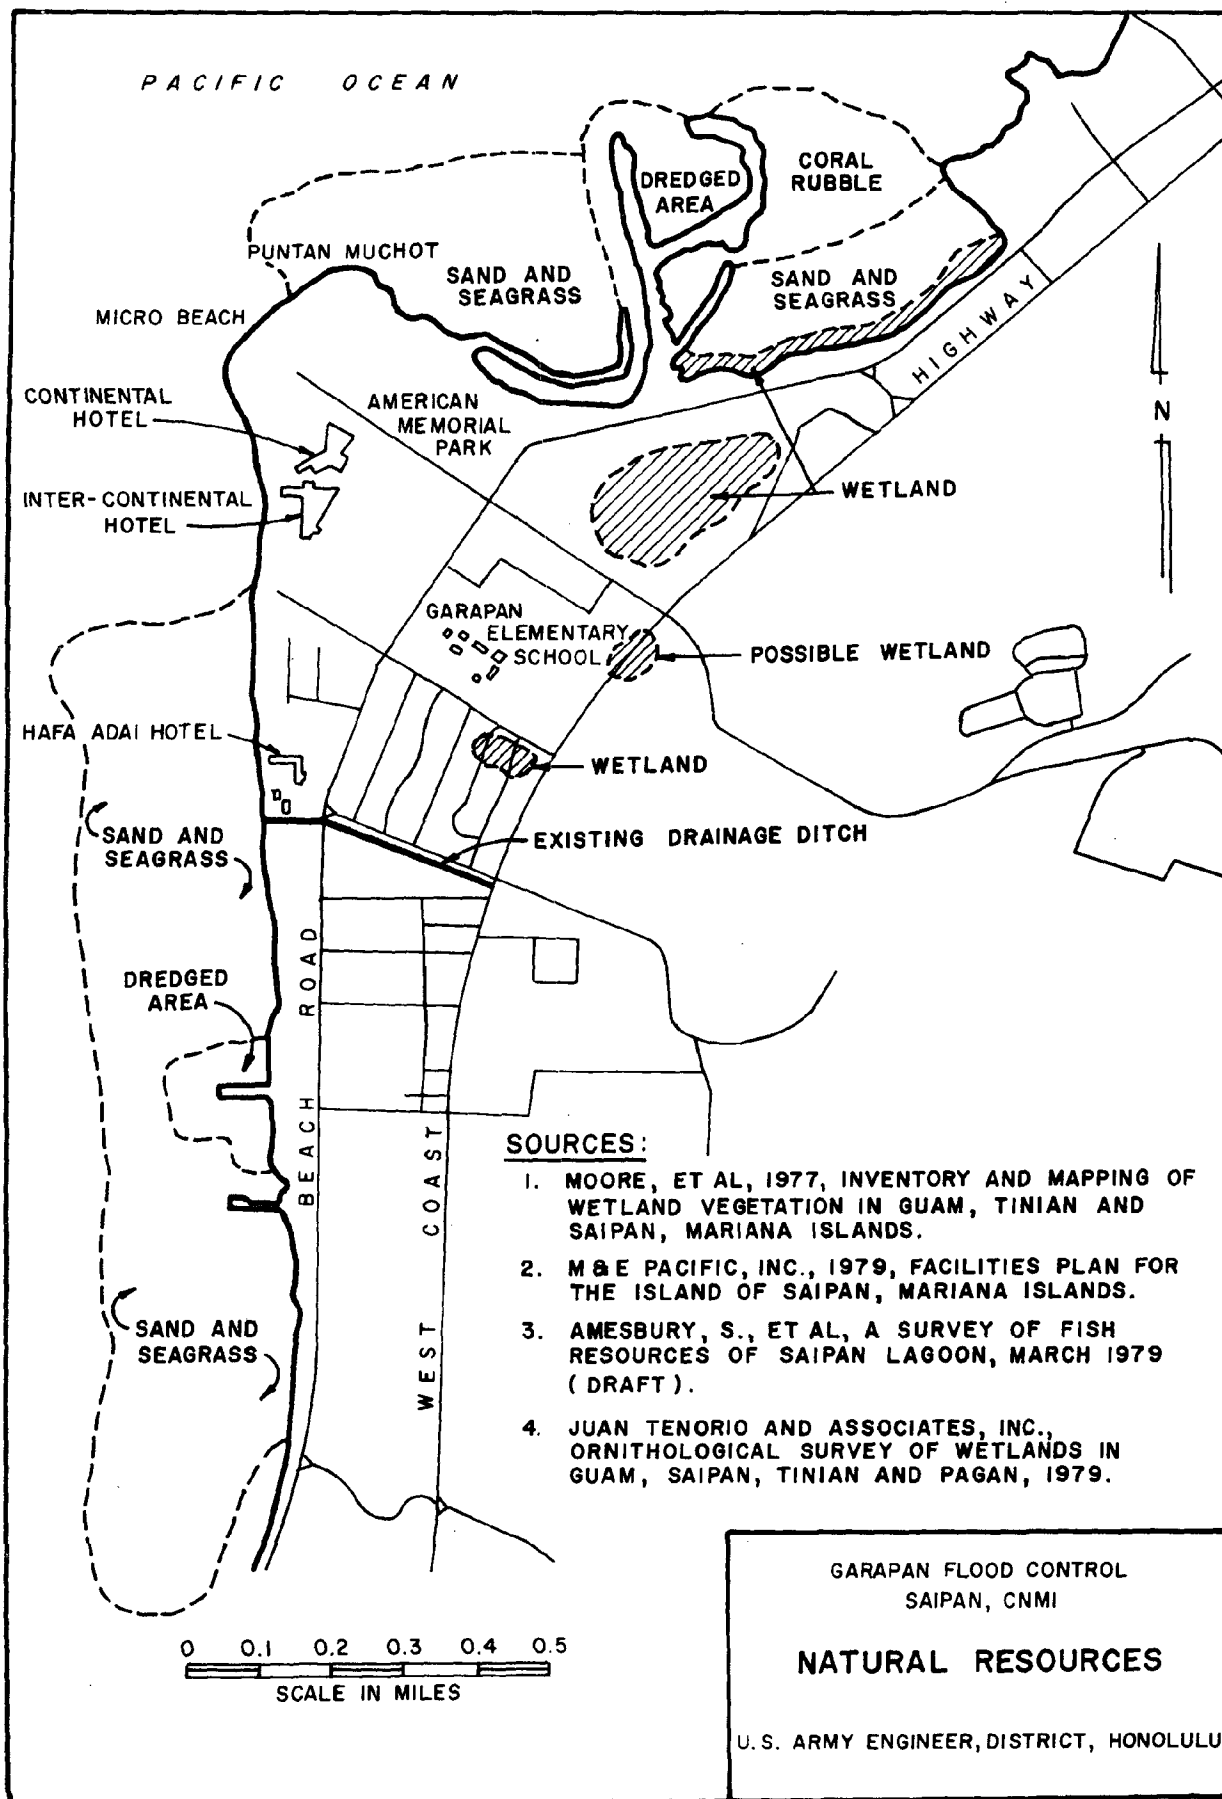 PACIFIC OCEAN
CORAL
RUBBLE
DREDGED
AREA
PUNTAN MUCHOT
SAND AND
SEAGRASS
SAND AND
SEAGRASS
MICRO BEACH
HIGHWAY
CONTINENTAL
HOTEL
AMERICAN
MEMORIAL
PARK
N
INTER-CONTINENTAL
HOTEL
WETLAND
GARAPAN
ELEMENTARY
SCHOOL
POSSIBLE WETLAND
HAFA ADAI HOTEL
WETLAND
SAND AND
SEAGRASS
EXISTING DRAINAGE DITCH
DREDGED
AREA
BEACH ROAD
WEST COAST
SAND AND
SEAGRASS
SOURCES:
1. MOORE, ET AL, 1977, INVENTORY AND MAPPING OF
WETLAND VEGETATION IN GUAM, TINIAN AND
SAIPAN, MARIANA ISLANDS.
2. M & E PACIFIC, INC., 1979, FACILITIES PLAN FOR
THE ISLAND OF SAIPAN, MARIANA ISLANDS.
3. AMESBURY, S., ET AL, A SURVEY OF FISH
RESOURCES OF SAIPAN LAGOON, MARCH 1979
(DRAFT).
4. JUAN TENORIO AND ASSOCIATES, INC.,
ORNITHOLOGICAL SURVEY OF WETLANDS IN
GUAM, SAIPAN, TINIAN AND PAGAN, 1979.
0 0.1 0.2 0.3 0.4 0.5
SCALE IN MILES
GARAPAN FLOOD CONTROL
SAIPAN, CNMI
NATURAL RESOURCES
U.S. ARMY ENGINEER, DISTRICT, HONOLULU